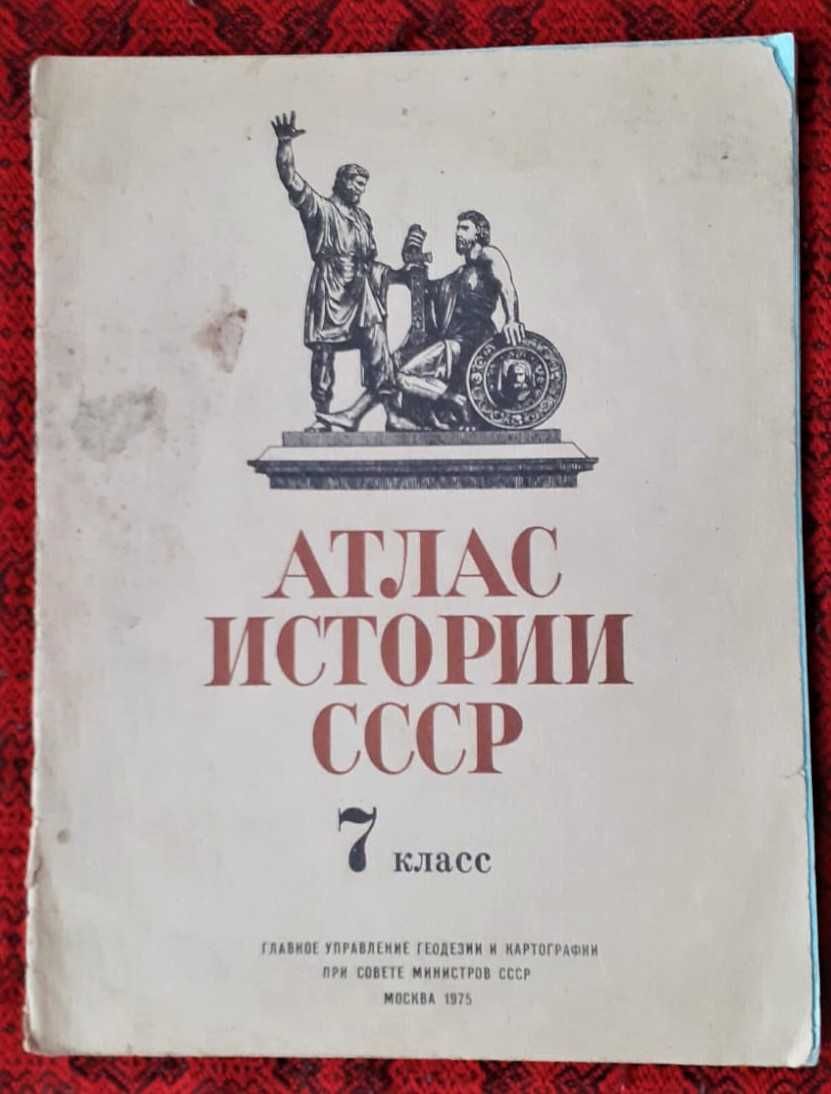 АТЛАС
ИСТОРИИ
СССР
7 класс
ГЛАВНОЕ УПРАВЛЕНИЕ ГЕОДЕЗИИ И КАРТОГРАФИИ
ПРИ СОВЕТЕ МИНИСТРОВ СССР
МОСКВА 1975